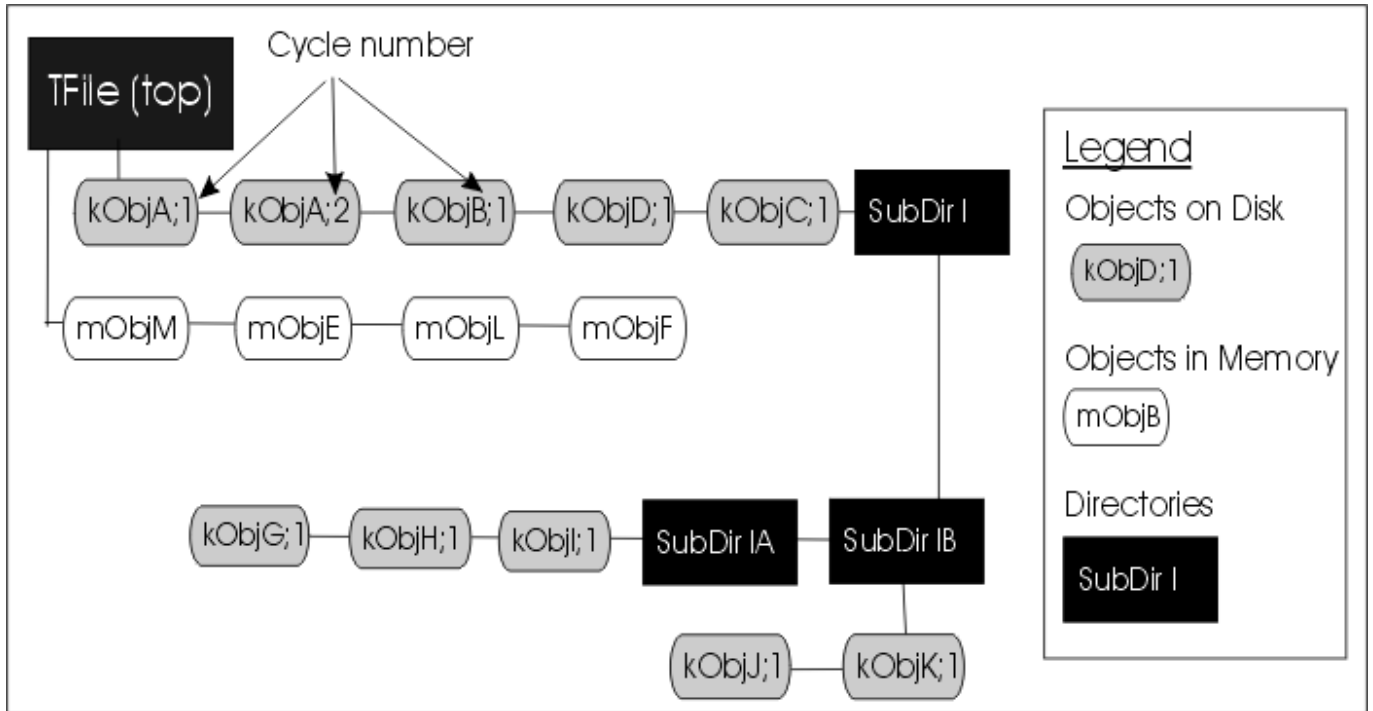 Cycle number
TFile (top)
kObjA;1
kObjA;2
kObjB;1
kObjD;1
kObjC;1
SubDir I
mObjM
mObjE
mObjL
mObjF
kObjG;1
kObjH;1
kObjI;1
SubDir IA
SubDir IB
kObjJ;1
kObjK;1
Legend
Objects on Disk
kObjD;1
Objects in Memory
mObjB
Directories
SubDir I